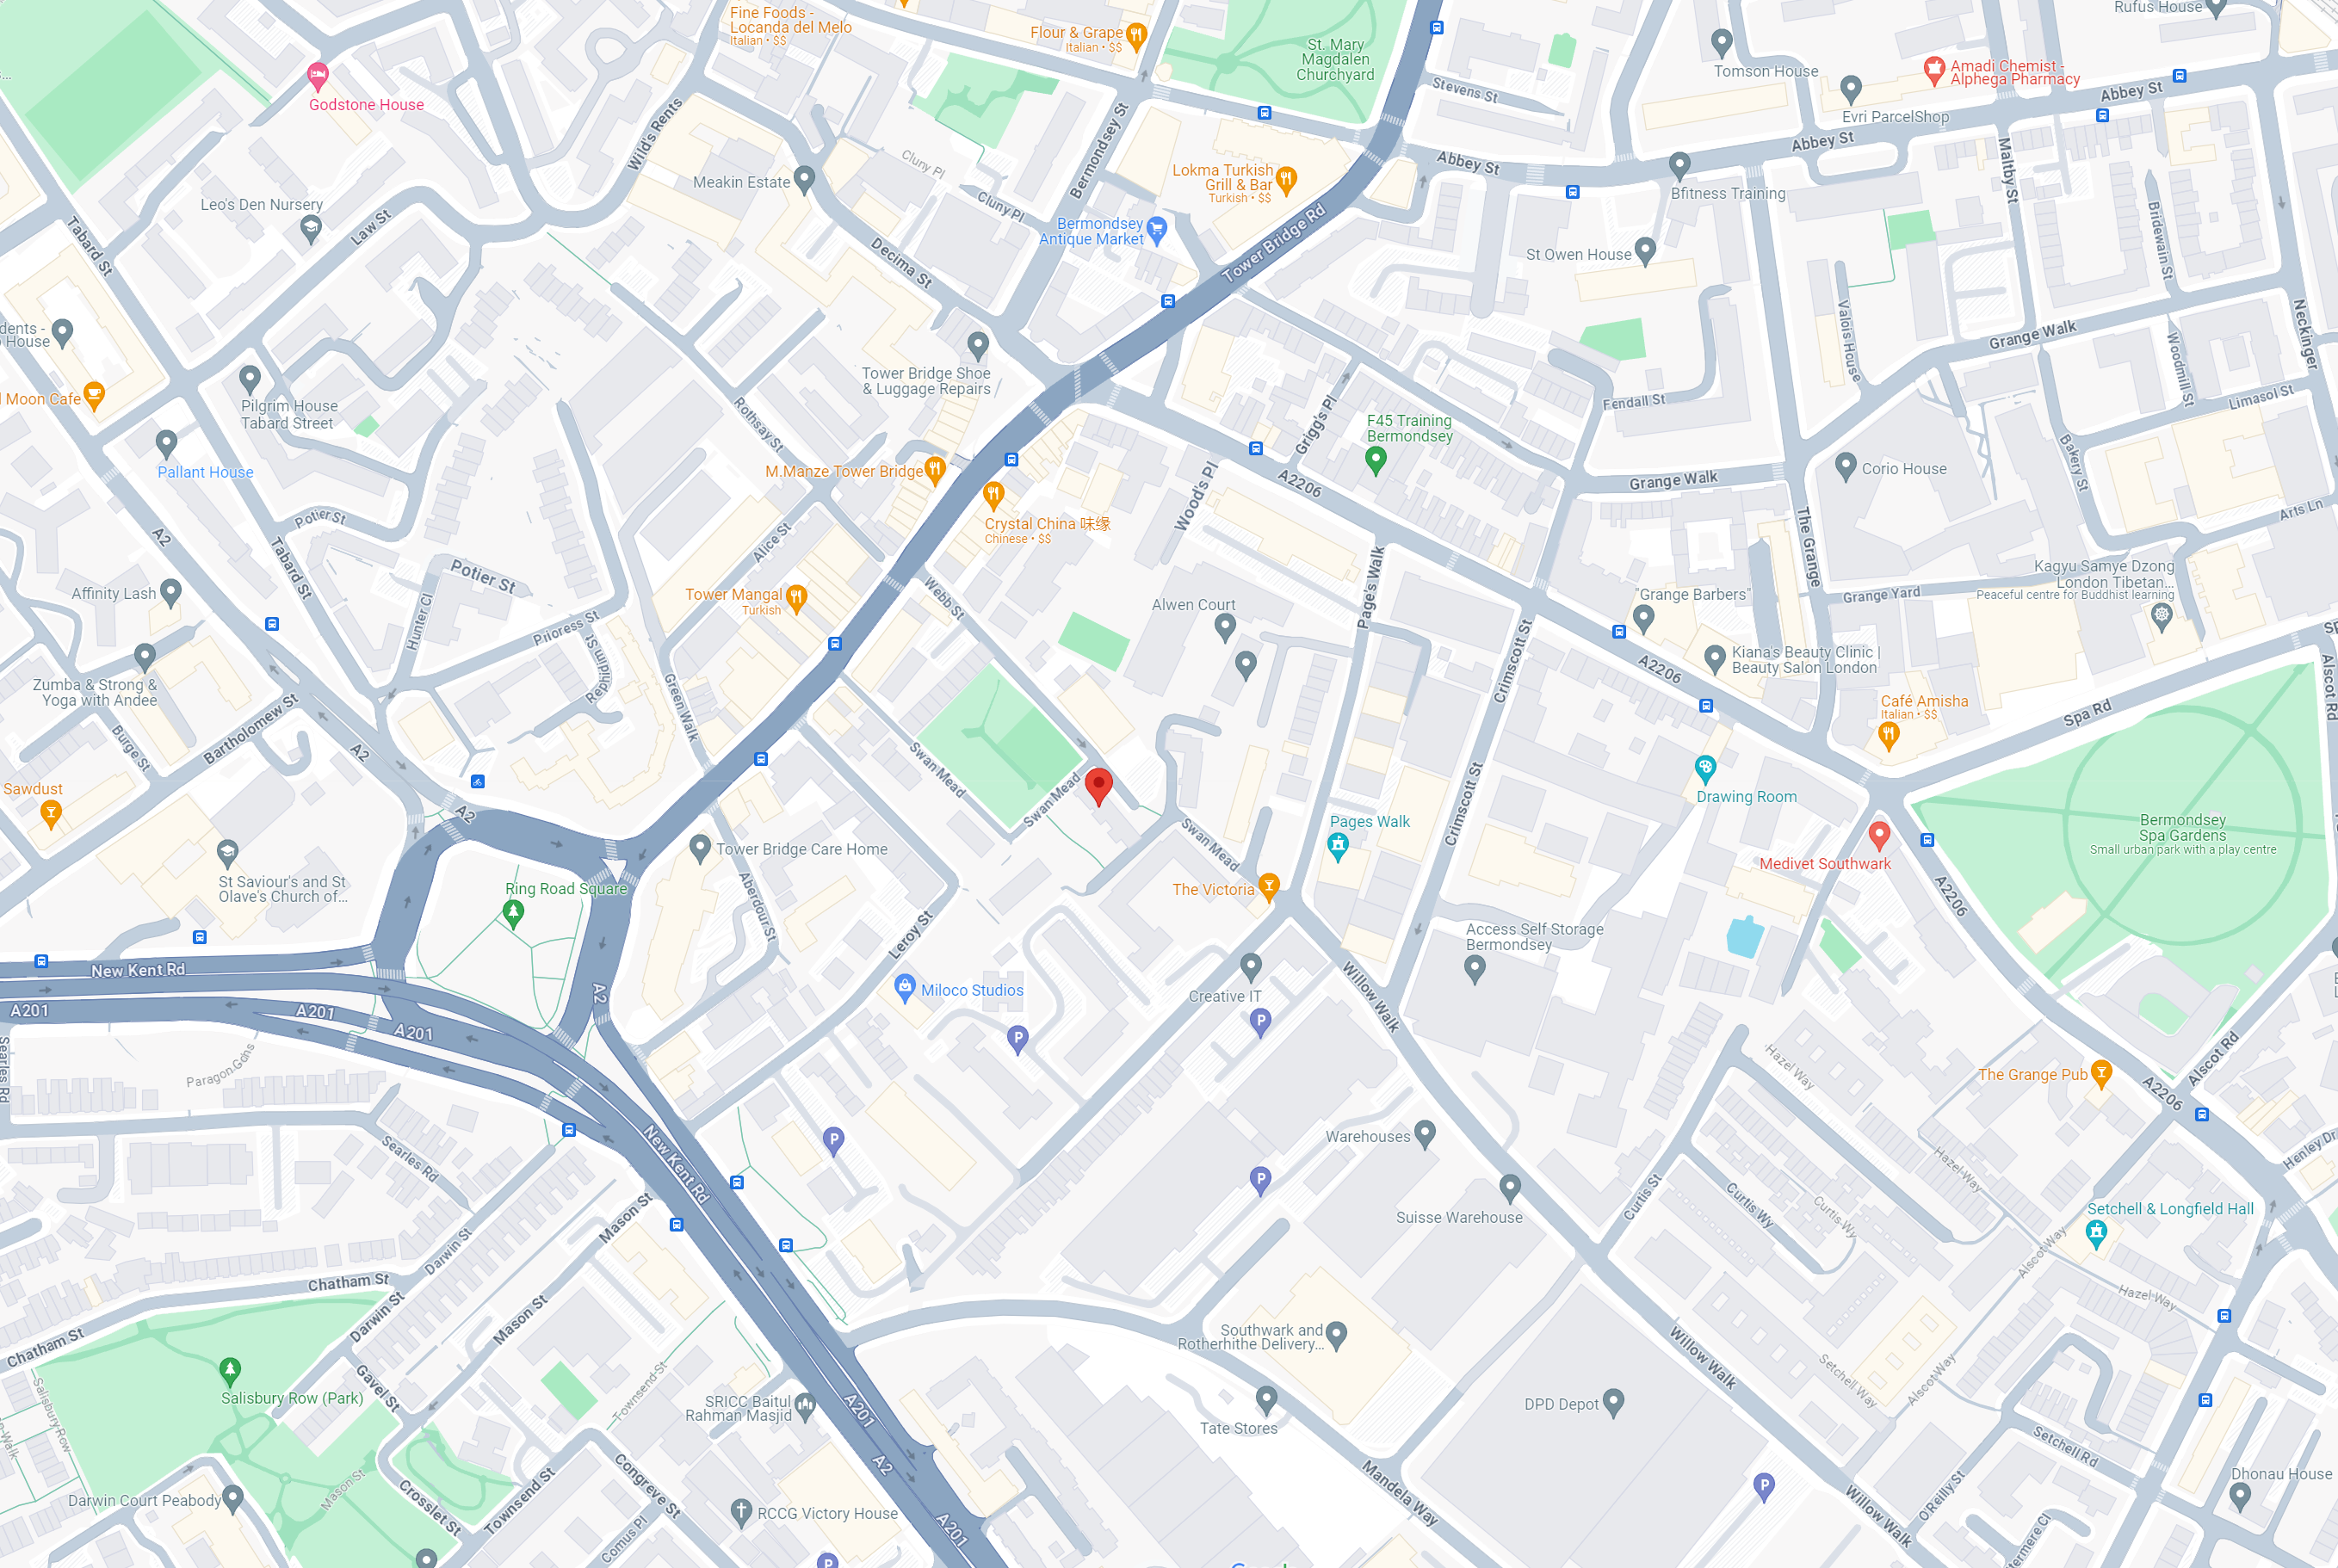 Fine Foods -
Locanda del Melo
Italian • $$
Flour & Grape
Italian • $$
St. Mary
Magdalen
Churchyard
Rufus House
Tomson House
Amadi Chemist -
Alphega Pharmacy
Evri ParcelShop
Abbey St
Stevens St
Godstone House
Wild's Rents
Bermondsey St
Abbey St
Abbey St
Maltby St
Meakin Estate
Cluny Pl
Cluny Pl
Lokma Turkish
Grill & Bar
Turkish • $$
Bfitness Training
Leo's Den Nursery
Law St
Tabard St
Bermondsey
Antique Market
Tower Bridge Rd
St Owen House
Bridewain St
Decima St
Neckinger
dents -
House
Valois House
Grange Walk
Woodmill St
Limasol St
Tower Bridge Shoe
& Luggage Repairs
l Moon Cafe
Pilgrim House
Tabard Street
Rothsay St
Grigg's Pl
F45 Training
Bermondsey
Fendall St
Pallant House
M.Manze Tower Bridge
A2206
Wood's Pl
Grange Walk
Corio House
Bakery St
Potier St
A2
Crystal China 味缘
Chinese • $$
Alice St
The Grange
Arts Ln
Tabard St
Potier St
Page's Walk
Kagyu Samye Dzong
London Tibetan...
Peaceful centre for Buddhist learning
Affinity Lash
Tower Mangal
Turkish
Webb St
Alwen Court
"Grange Barbers"
Grange Yard
Hunter Cl
Prioress St
Rephidim St
Crimscott St
A2206
Kiana's Beauty Clinic |
Beauty Salon London
Zumba & Strong &
Yoga with Andee
Green Walk
Café Amisha
Italian • $$
Spa Rd
Alscot Rd
Burge St
Bartholomew St
A2
Swan Mead
Swan Mead
Drawing Room
Sawdust
A2
Crimscott St
Pages Walk
Swan Mead
Bermondsey
Spa Gardens
Small urban park with a play centre
Tower Bridge Care Home
Medivet Southwark
St Saviour's and St
Olave's Church of...
Ring Road Square
The Victoria
Aberdour St
A2206
Leroy St
Access Self Storage
Bermondsey
New Kent Rd
A2
Miloco Studios
Creative IT
P
Willow Walk
A201
A201
A201
P
Searles Rd
Paragon Gdns
Hazel Way
Alscot Rd
The Grange Pub
A2206
P
Warehouses
New Kent Rd
Searles Rd
Hazel Way
Henley Dr
P
Curtis St
Curtis Wy
Curtis Wy
Suisse Warehouse
Setchell & Longfield Hall
Mason St
Darwin St
Alscot Way
Chatham St
Hazel Way
Darwin St
Mason St
Chatham St
Southwark and
Rotherhithe Delivery...
Willow Walk
Gavel St
Townsend St
Salisbury Row (Park)
Salisbury Row
Setchell Way
Alscot Way
SRICC Baitul
Rahman Masjid
A201
Tate Stores
DPD Depot
Setchell Rd
A2
Mason St
Congreve St
Townsend St
Crosslet St
Mandela Way
P
Dhonau House
Darwin Court Peabody
RCCG Victory House
A201
Willow Walk
O'Reilly St
Comus Pl
P